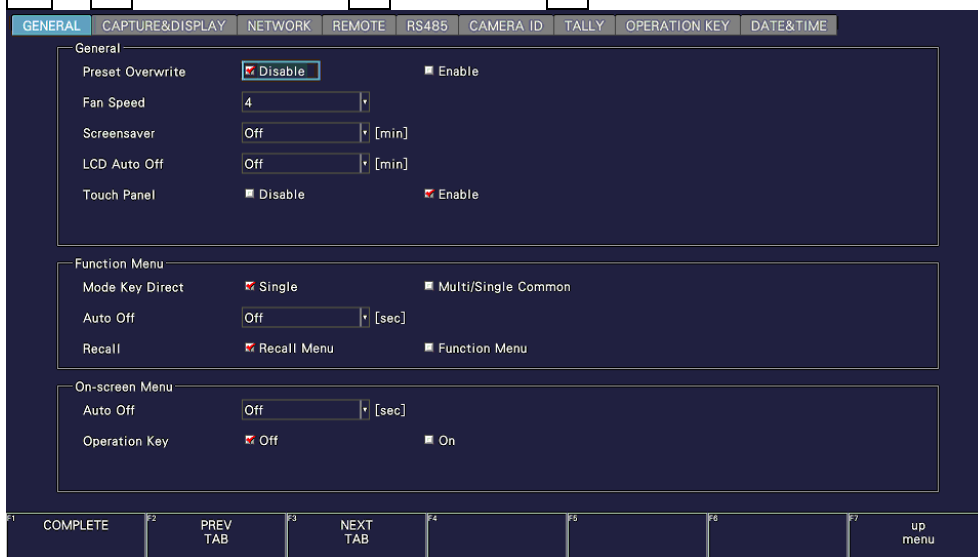 GENERAL CAPTURE&DISPLAY NETWORK REMOTE RS485 CAMERA ID TALLY OPERATION KEY DATE&TIME
General
Preset Overwrite Disable Enable
Fan Speed 4
Screensaver Off [min]
LCD Auto Off Off [min]
Touch Panel Disable Enable
Function Menu
Mode Key Direct Single Multi/Single Common
Auto Off Off [sec]
Recall Recall Menu Function Menu
On-screen Menu
Auto Off Off [sec]
Operation Key Off On
F1 COMPLETE F2 PREV F3 NEXT F4 F5 F6 F7 up
TAB TAB menu